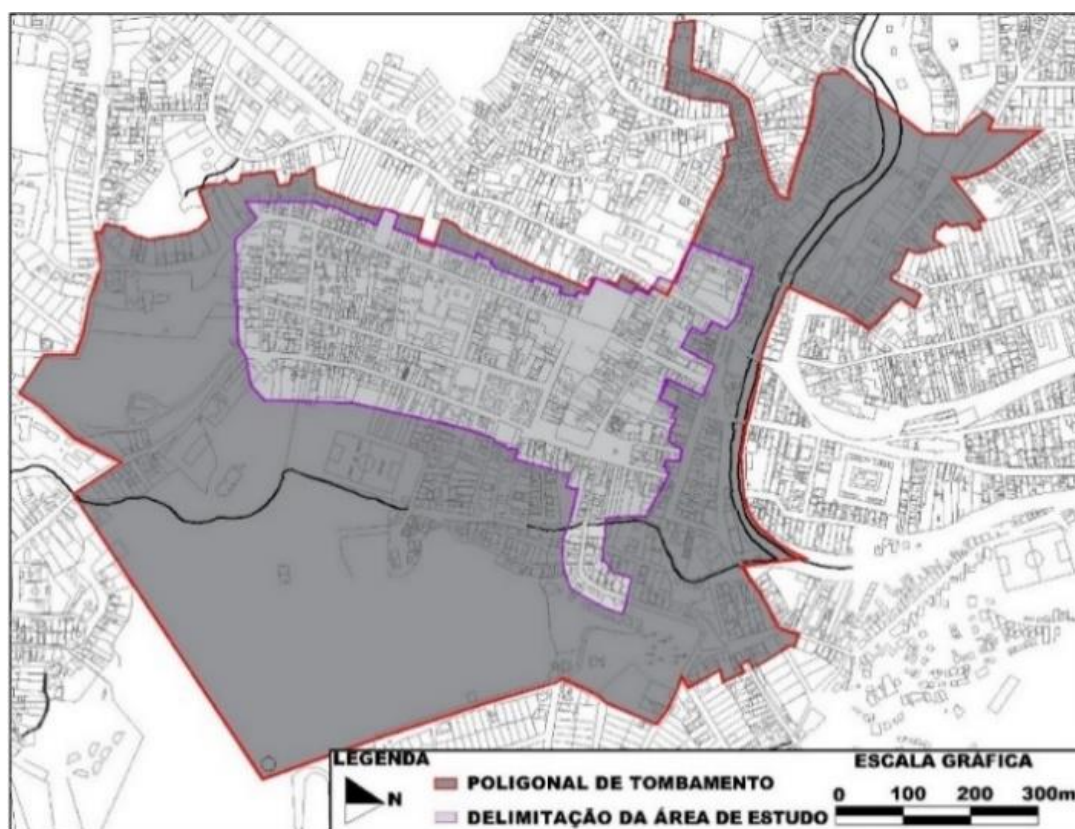 LEGENDA
N
POLIGONAL DE TOMBAMENTO
DELIMITAÇÃO DA ÁREA DE ESTUDO
ESCALA GRÁFICA
0 100 200 300m